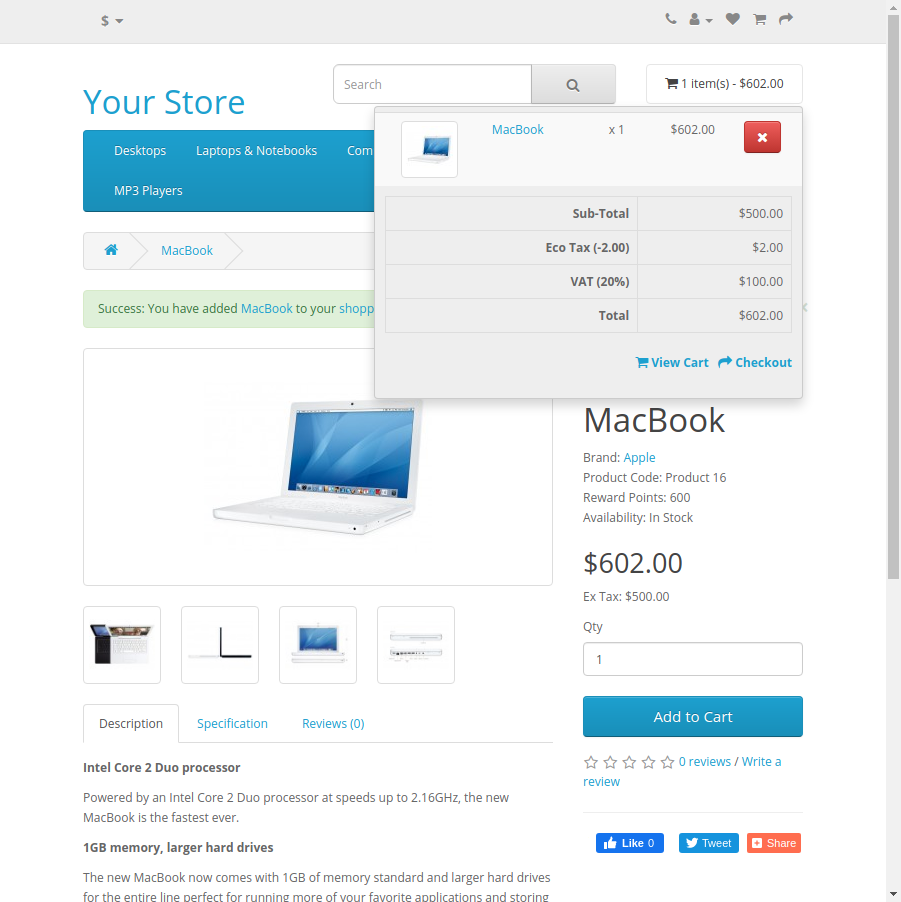 $
Your Store
Search
1 item(s) - $602.00
Desktops
Laptops & Notebooks
Com
MP3 Players
MacBook
x 1
$602.00
Sub-Total
$500.00
Eco Tax (-2.00)
$2.00
VAT (20%)
$100.00
Total
$602.00
View Cart
Checkout
MacBook
Success: You have added MacBook to your shopp
MacBook
Brand: Apple
Product Code: Product 16
Reward Points: 600
Availability: In Stock
$602.00
Ex Tax: $500.00
Qty
1
Add to Cart
0 reviews / Write a
review
Like 0
Tweet
Share
Description
Specification
Reviews (0)
Intel Core 2 Duo processor
Powered by an Intel Core 2 Duo processor at speeds up to 2.16GHz, the new
MacBook is the fastest ever.
1GB memory, larger hard drives
The new MacBook now comes with 1GB of memory standard and larger hard drives
for the entire line perfect for running more of your favorite applications and storing